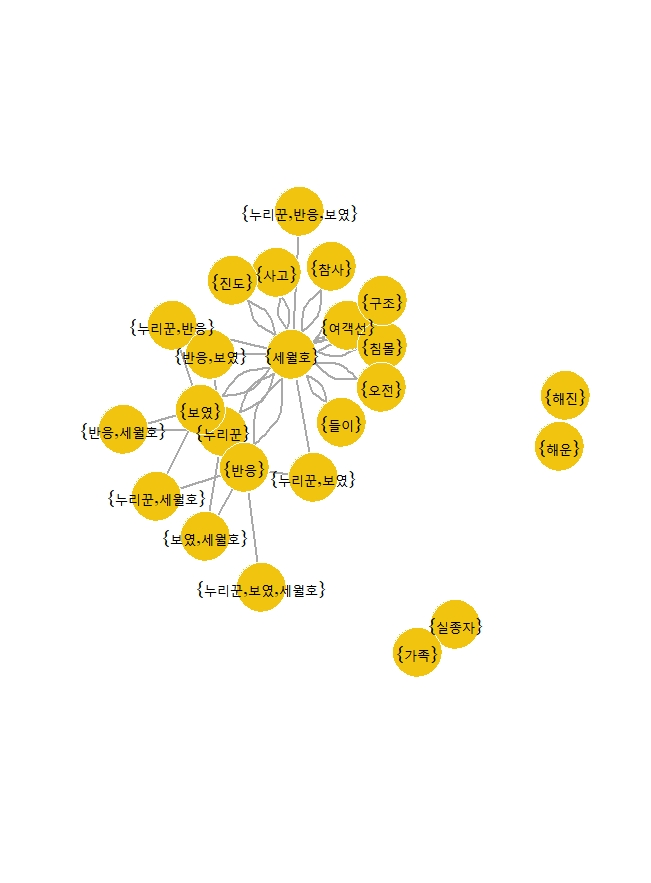 {누리꾼,반응,보였}
{진도}
{사고}
{참사}
{구조}
{누리꾼,반응}
{여객선}
{반응,보였}
{세월호}
{침몰}
{오전}
{해진}
{보였}
{들이}
{반응,세월호}
{누리꾼}
{해운}
{반응}
{누리꾼,보였}
{누리꾼,세월호}
{보였,세월호}
{누리꾼,보였,세월호}
{실종자}
{가족}